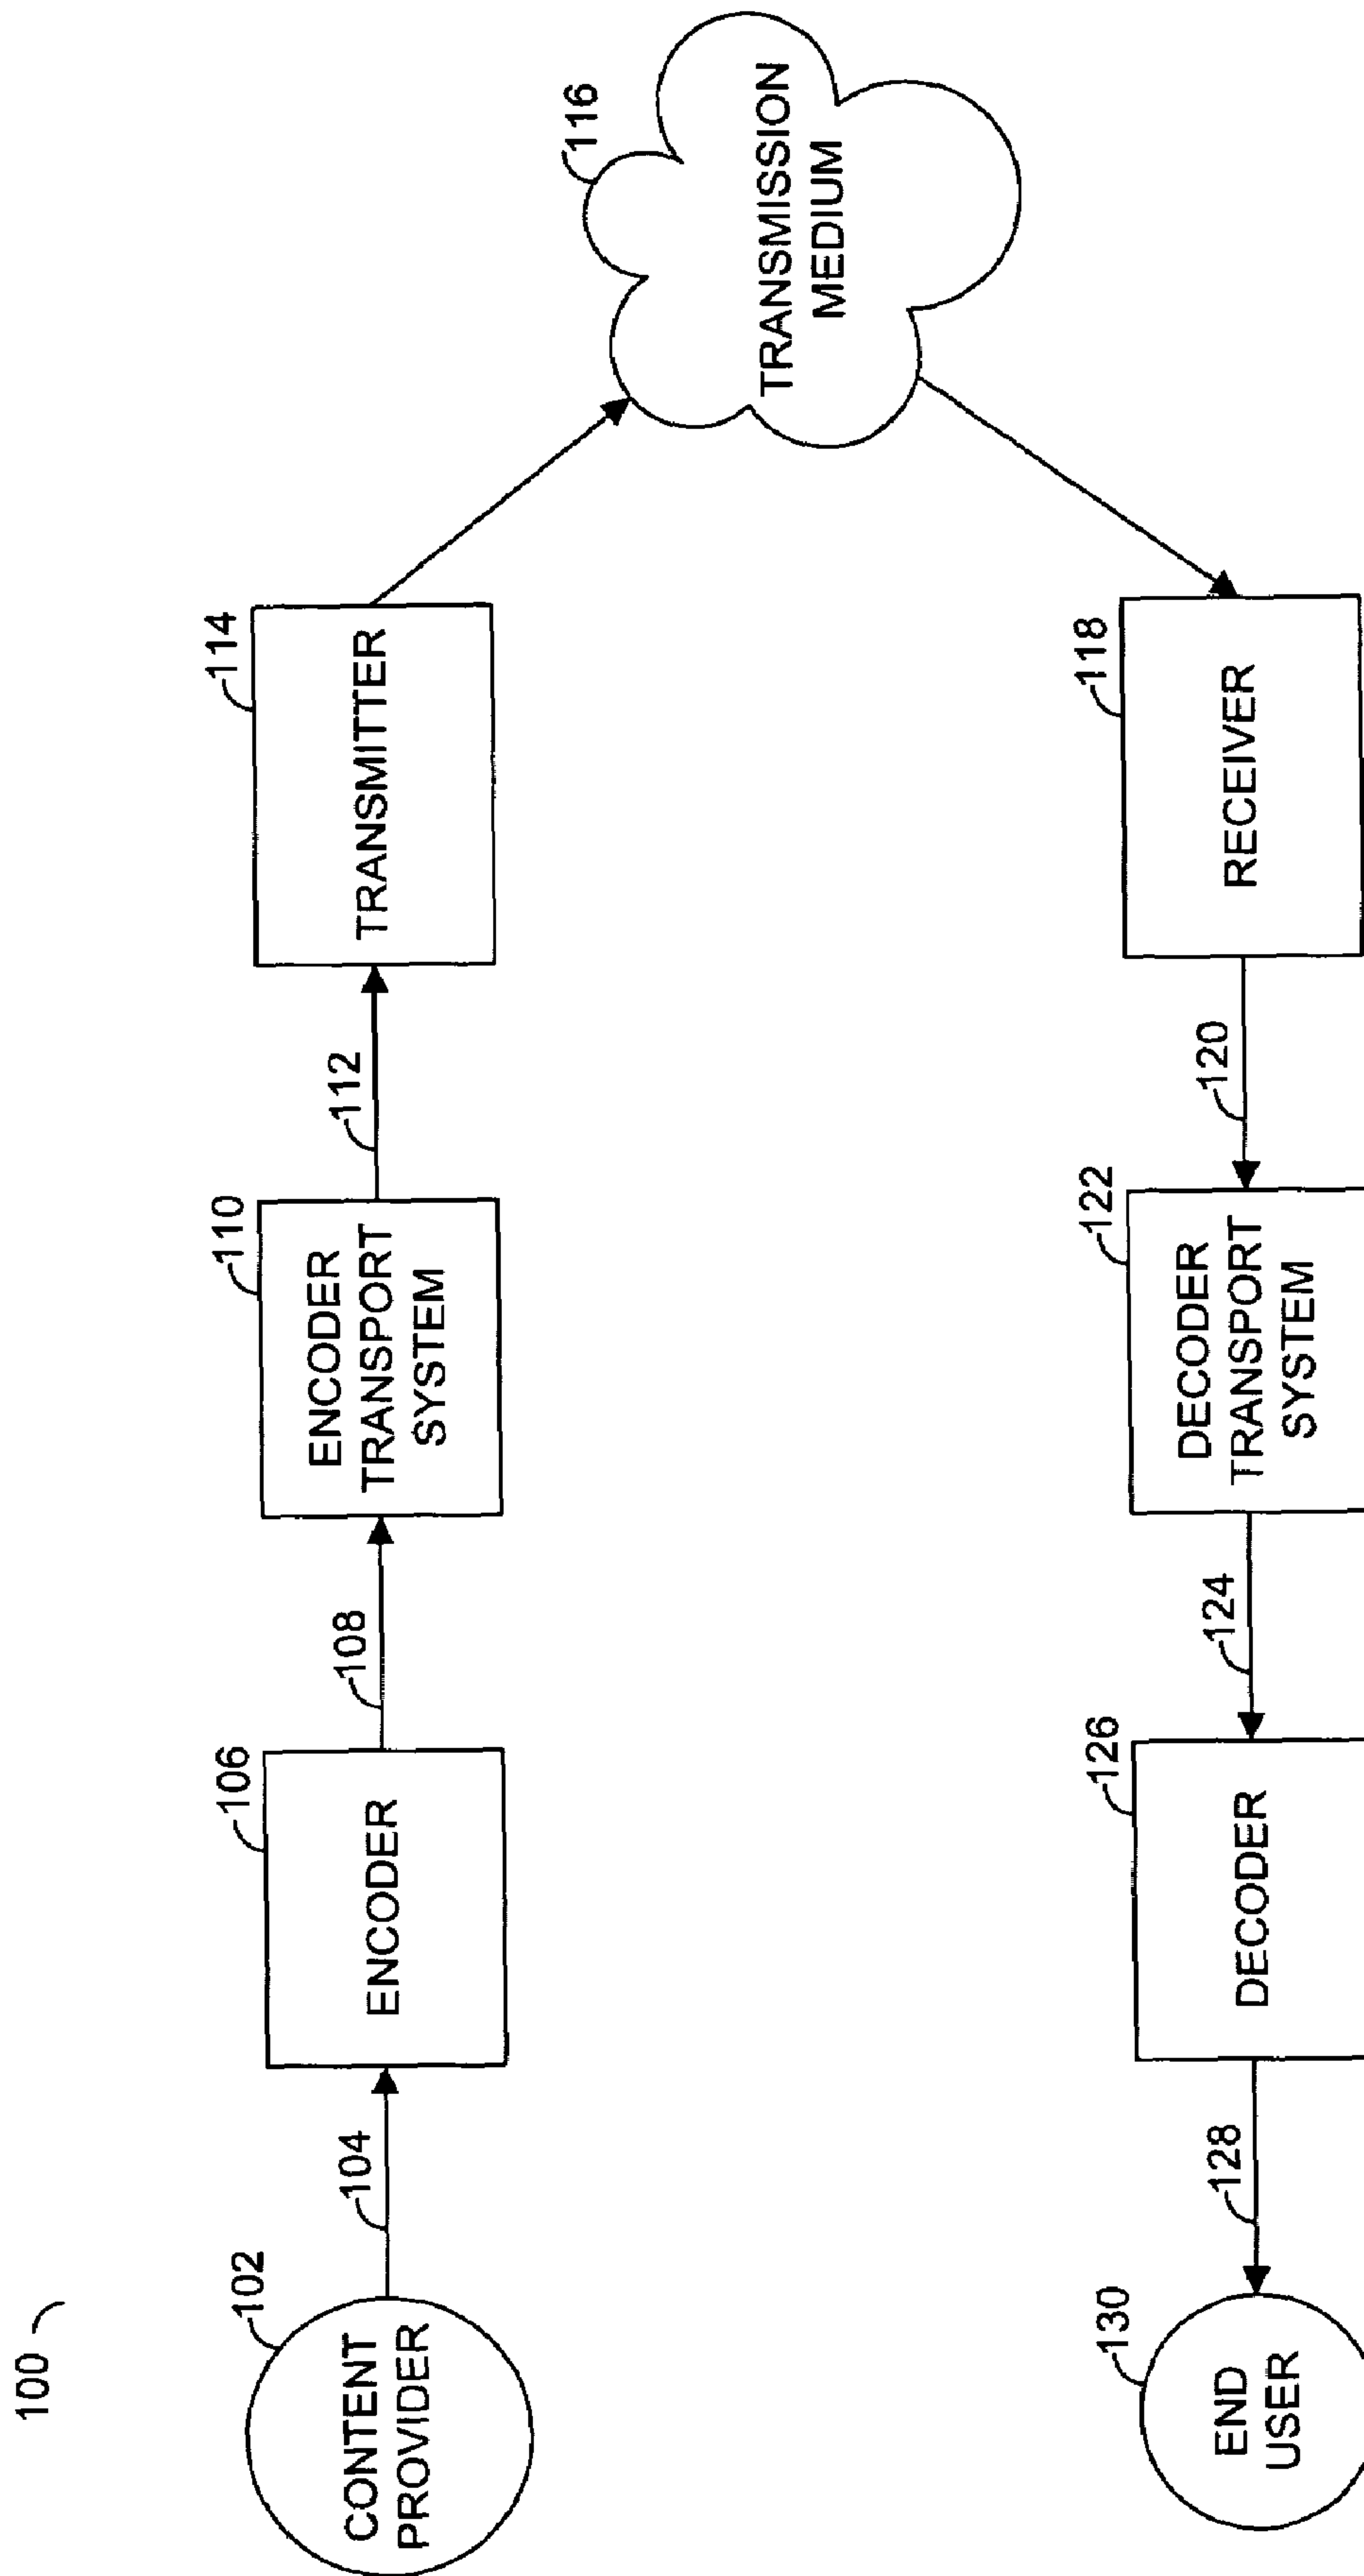 100
102
CONTENT
PROVIDER
104
106
ENCODER
108
110
ENCODER
TRANSPORT
SYSTEM
112
114
TRANSMITTER
116
TRANSMISSION
MEDIUM
118
RECEIVER
120
122
DECODER
TRANSPORT
SYSTEM
124
126
DECODER
128
130
END
USER